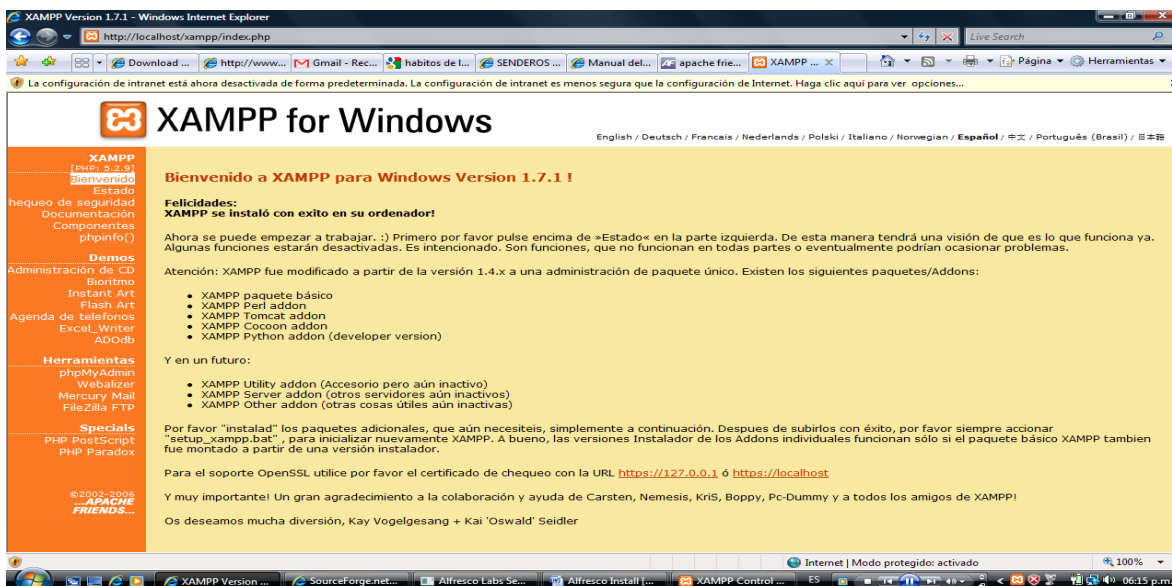 XAMPP Version 1.7.1 - Windows Internet Explorer
http://localhost/xampp/index.php
Live Search
Download ...
http://www...
Gmail - Rec...
habitos de l...
SENDEROS ...
Manual del...
apache frie...
XAMPP ...
Página
Herramientas
La configuración de intranet está ahora desactivada de forma predeterminada. La configuración de intranet es menos segura que la configuración de Internet. Haga clic aquí para ver opciones...
XAMPP for Windows
English / Deutsch / Francais / Nederlands / Polski / Italiano / Norwegian / Español / 中文 / Português (Brasil) / 日本語
XAMPP
[PHP: 5.2.9]
Bienvenido
Estado
hequeo de seguridad
Documentación
Componentes
phpinfo()
Demos
Administración de CD
Bioritmo
Instant Art
Flash Art
Agenda de telefonos
Excel_Writer
ADOdb
Herramientas
phpMyAdmin
Webalizer
Mercury Mail
FileZilla FTP
Specials
PHP PostScript
PHP Paradox
©2002-2006
...APACHE
FRIENDS...
Bienvenido a XAMPP para Windows Version 1.7.1 !
Felicidades:
XAMPP se instaló con exito en su ordenador!
Ahora se puede empezar a trabajar. :) Primero por favor pulse encima de »Estado« en la parte izquierda. De esta manera tendrá una visión de que es lo que funciona ya.
Algunas funciones estarán desactivadas. Es intencionado. Son funciones, que no funcionan en todas partes o eventualmente podrían ocasionar problemas.
Atención: XAMPP fue modificado a partir de la versión 1.4.x a una administración de paquete único. Existen los siguientes paquetes/Addons:
XAMPP paquete básico
XAMPP Perl addon
XAMPP Tomcat addon
XAMPP Cocoon addon
XAMPP Python addon (developer version)
Y en un futuro:
XAMPP Utility addon (Accesorio pero aún inactivo)
XAMPP Server addon (otros servidores aún inactivos)
XAMPP Other addon (otras cosas útiles aún inactivas)
Por favor "instalad" los paquetes adicionales, que aún necesiteis, simplemente a continuación. Despues de subirlos con éxito, por favor siempre accionar
"setup_xampp.bat" , para inicializar nuevamente XAMPP. A bueno, las versiones Instalador de los Addons individuales funcionan sólo si el paquete básico XAMPP tambien
fue montado a partir de una versión instalador.
Para el soporte OpenSSL utilice por favor el certificado de chequeo con la URL https://127.0.0.1 ó https://localhost
Y muy importante! Un gran agradecimiento a la colaboración y ayuda de Carsten, Nemesis, KriS, Boppy, Pc-Dummy y a todos los amigos de XAMPP!
Os deseamos mucha diversión, Kay Vogelgesang + Kai 'Oswald' Seidler
Internet | Modo protegido: activado
100%
XAMPP Version ...
SourceForge.net...
Alfresco Labs Se...
Alfresco Install [...
XAMPP Control ...
ES
06:15 p.m.